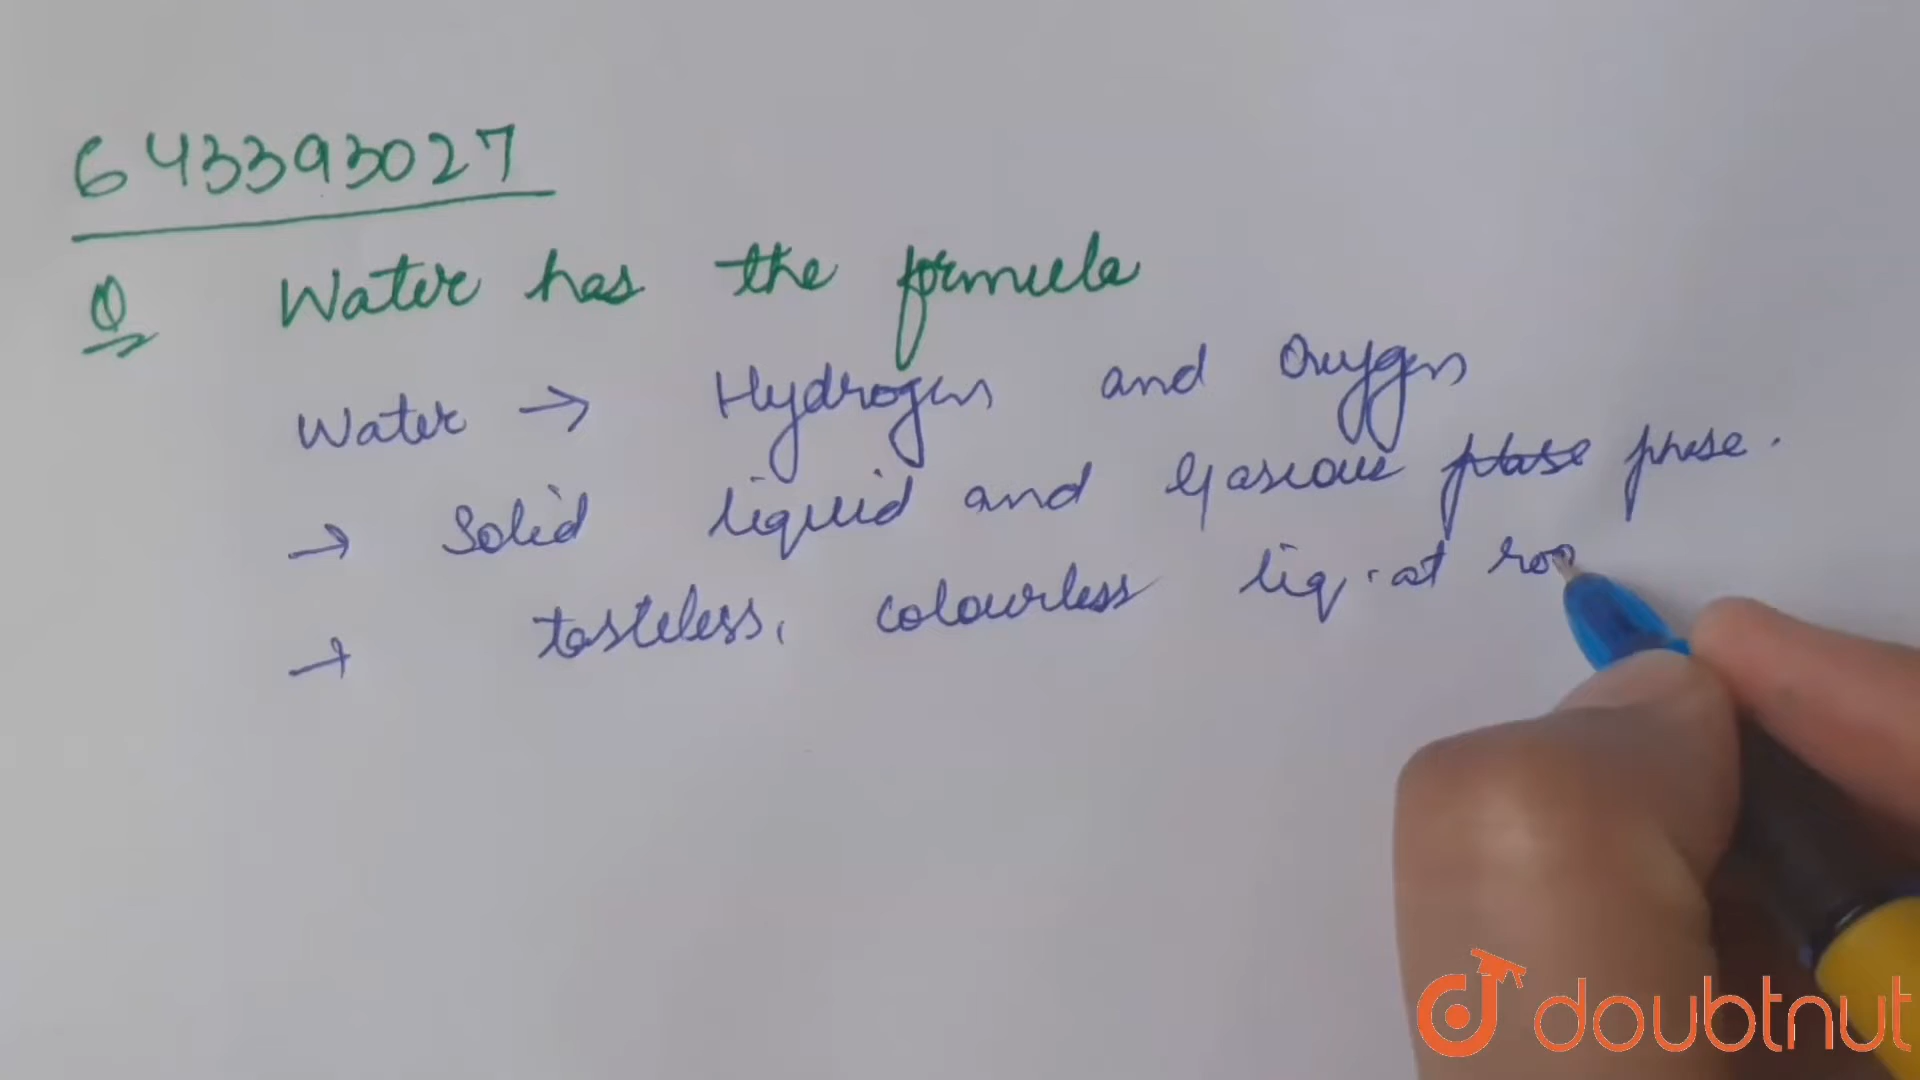 643393027
Q Water has the formula
Water → Hydrogen and Oxygen
→ Solid liquid and Gaseous phase phase.
→ tasteless, colourless liq. at roo
doubtnut